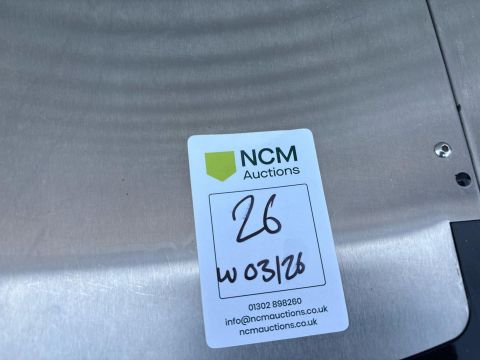 NCM
Auctions
26
W 03/26
01302 898260
info@ncmauctions.co.uk
ncmauctions.co.uk